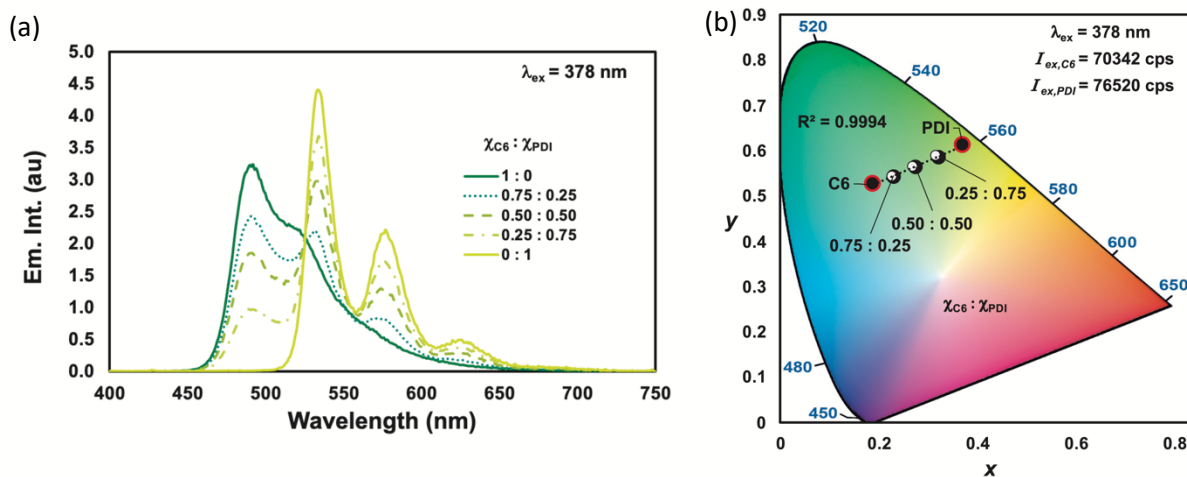 (a)
5.0
4.5
4.0
3.5
3.0
2.5
2.0
1.5
1.0
0.5
0.0
Em. Int. (au)
λex = 378 nm
χC6 : χPDI
1 : 0
0.75 : 0.25
0.50 : 0.50
0.25 : 0.75
0 : 1
400 450 500 550 600 650 700 750
Wavelength (nm)
(b)
0.9
0.8
0.7
0.6
0.5
0.4
0.3
0.2
0.1
0
y
λex = 378 nm
Iex,C6 = 70342 cps
Iex,PDI = 76520 cps
520
540
560
580
600
650
480
450
R² = 0.9994
PDI
C6
0.25 : 0.75
0.50 : 0.50
0.75 : 0.25
χC6 : χPDI
0 0.2 0.4 0.6 0.8
x